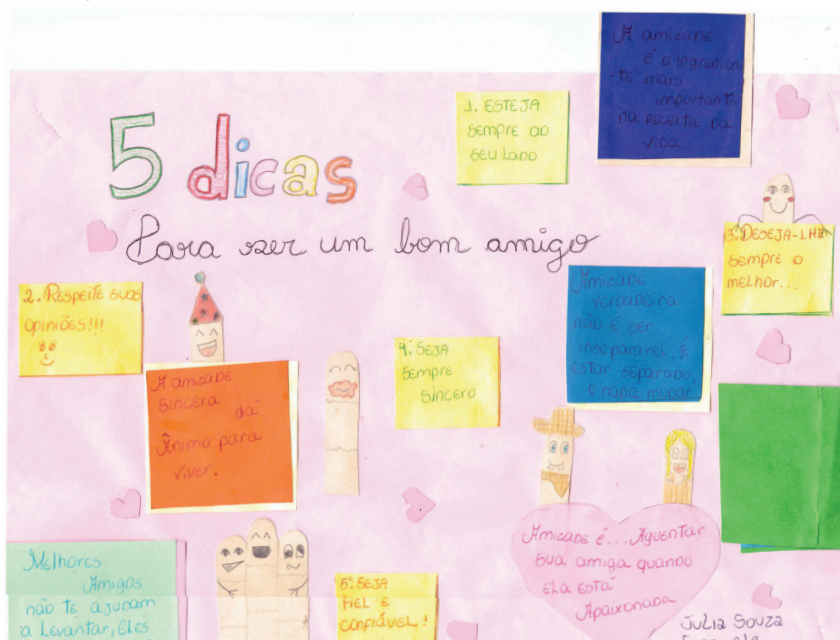 5 dicas
Para ser um bom amigo
1. ESTEJA
sempre ao
seu lado
A amizade
é o ingredien
-te mais
importante
na receita da
vida
2. Respeite suas
opiniões!!!
3. DESEJA-LHE
sempre o
melhor...
A amizade
sincera
dá
Ânimo para
viver.
4. SEJA
sempre
sincero
Amizade
verdadeira
não é ser
inseparavel. É
estar separado,
e nada mudar
Melhores
Amigos
não te ajudam
a levantar, Eles
5. SEJA
FIEL E
CONFIÁVEL!
Amizade é... Aguentar
sua amiga quando
ela está
Apaixonada
Julia Souza